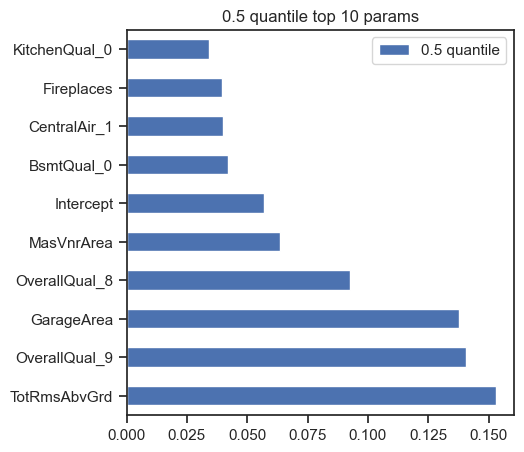 0.5 quantile top 10 params
0.5 quantile
KitchenQual_0
Fireplaces
CentralAir_1
BsmtQual_0
Intercept
MasVnrArea
OverallQual_8
GarageArea
OverallQual_9
TotRmsAbvGrd
0.000 0.025 0.050 0.075 0.100 0.125 0.150